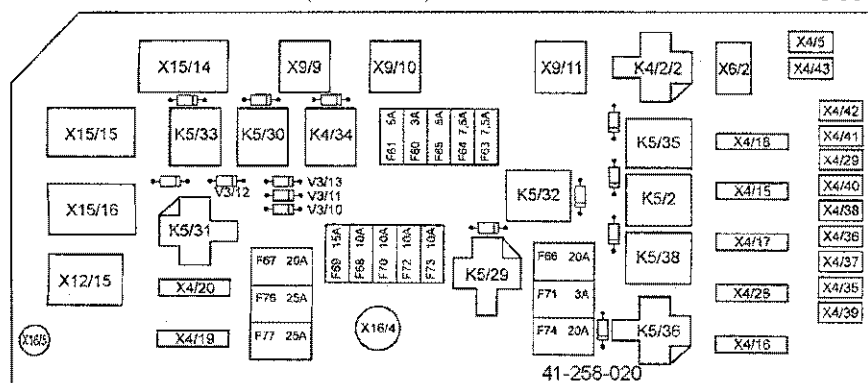 X15/14
X9/9
X9/10
X9/11
K4/2/2
X6/2
X4/5
X4/43
X15/15
K5/33
K5/30
K4/34
F61 5A
F60 3A
F65 5A
F64 7,5A
F63 7,5A
K5/35
X4/18
X4/42
X4/41
X4/29
V3/12
V3/13
V3/11
V3/10
K5/32
K5/2
X4/15
X4/40
X4/38
X15/16
K5/31
F69 15A
F58 10A
F70 10A
F72 10A
F73 10A
K5/29
K5/38
X4/17
X4/36
X4/37
X12/15
X4/20
F67 20A
F76 25A
F77 25A
F66 20A
F71 3A
F74 20A
X4/25
X4/35
X4/39
X16/5
X4/19
X16/4
K5/36
X4/16
41-258-020